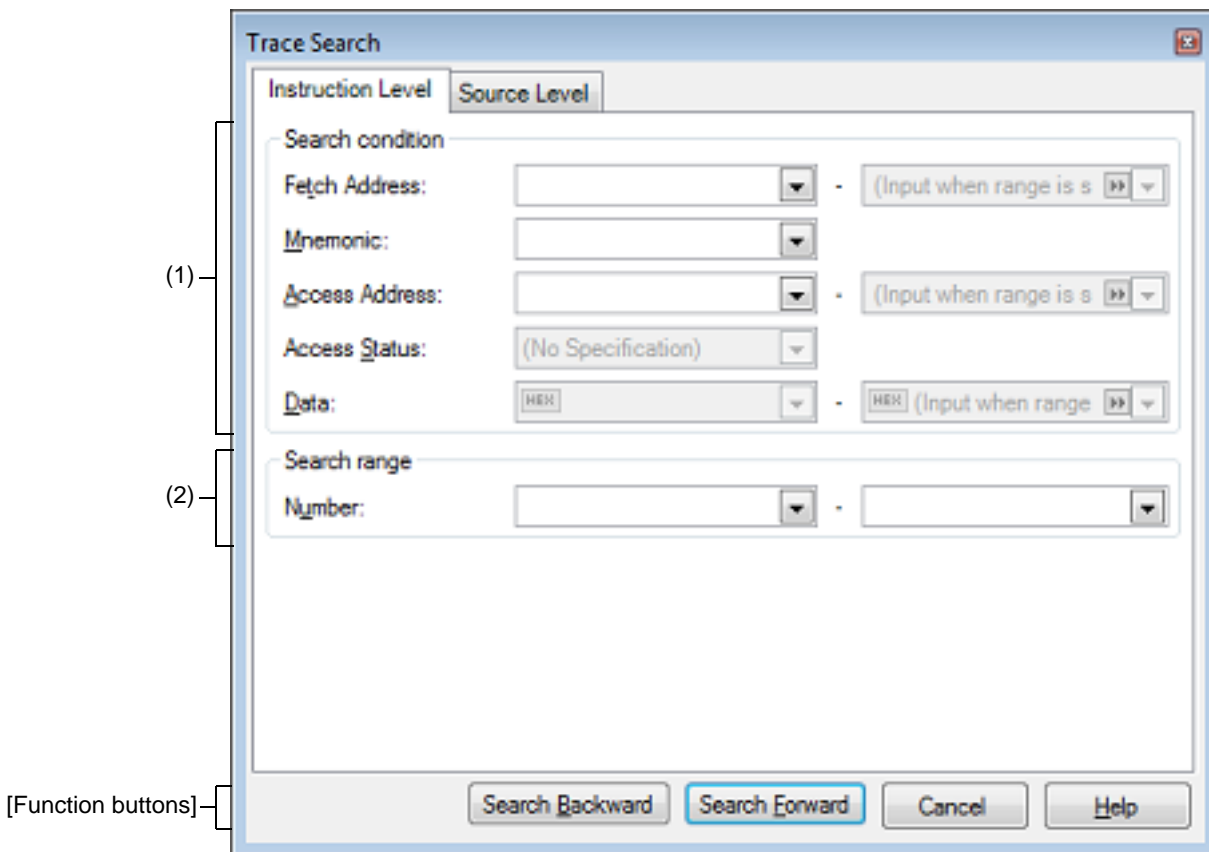 Trace Search
Instruction Level Source Level
Search condition
Fetch Address: - (Input when range is s
Mnemonic:
(1)
Access Address: - (Input when range is s
Access Status: (No Specification)
Data: HEX - HEX (Input when range
Search range
(2)
Number: -
[Function buttons] Search Backward Search Forward Cancel Help